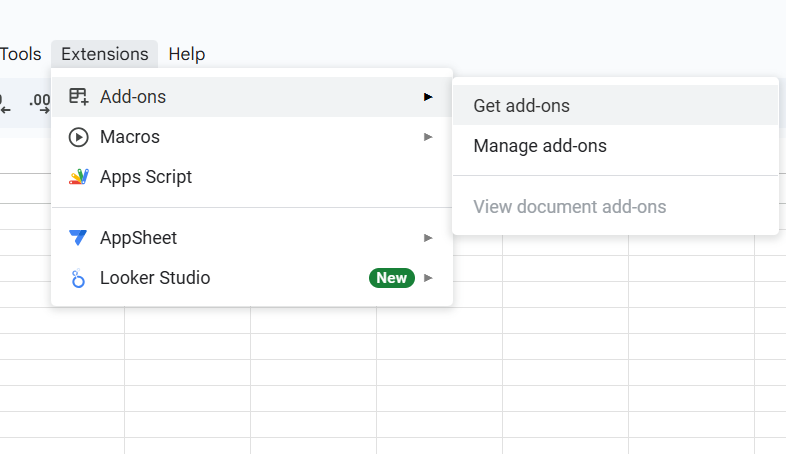 Tools Extensions Help
.00
Add-ons
Get add-ons
Macros
Manage add-ons
Apps Script
View document add-ons
AppSheet
Looker Studio New